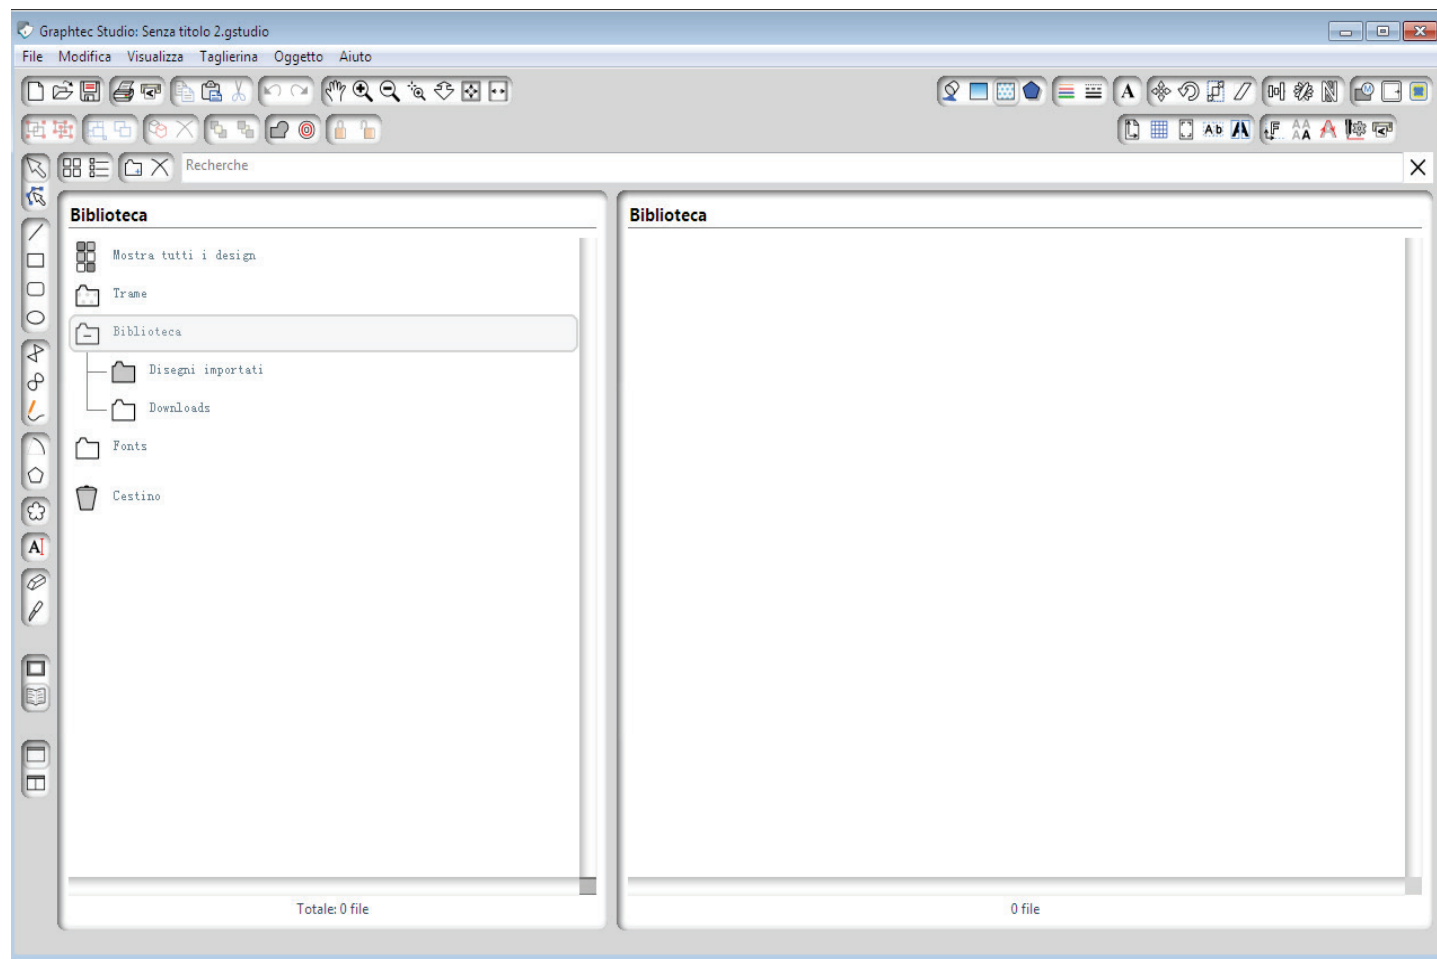 Graphtec Studio: Senza titolo 2.gstudio
File Modifica Visualizza Taglierina Oggetto Aiuto
Recherche
Biblioteca
Mostra tutti i design
Trame
Biblioteca
Disegni importati
Downloads
Fonts
Cestino
Totale: 0 file
Biblioteca
0 file